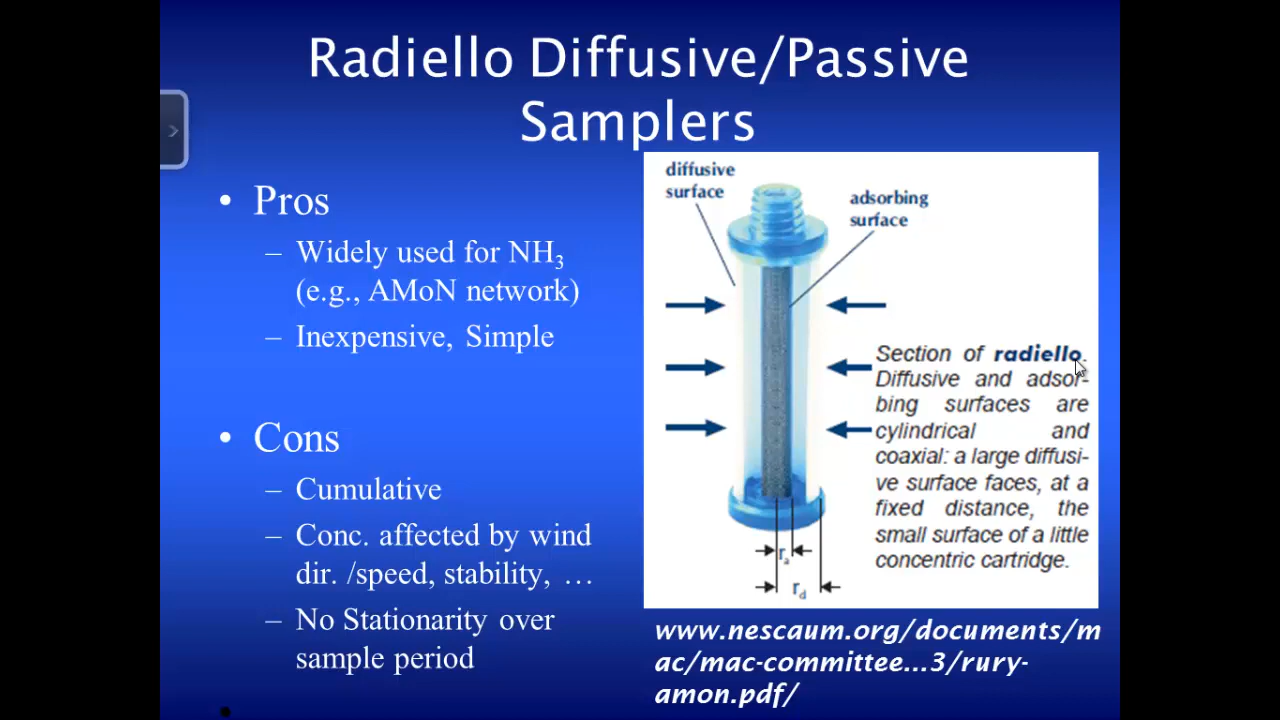 Radiello Diffusive/Passive
Samplers
• Pros
– Widely used for NH₃
(e.g., AMoN network)
– Inexpensive, Simple
• Cons
– Cumulative
– Conc. affected by wind
dir. /speed, stability, …
– No Stationarity over
sample period
diffusive
surface
adsorbing
surface
Section of radiello.
Diffusive and adsor-
bing surfaces are
cylindrical and
coaxial: a large diffusi-
ve surface faces, at a
fixed distance, the
small surface of a little
concentric cartridge.
rₐ
r_d
www.nescaum.org/documents/m
ac/mac-committee...3/rury-
amon.pdf/